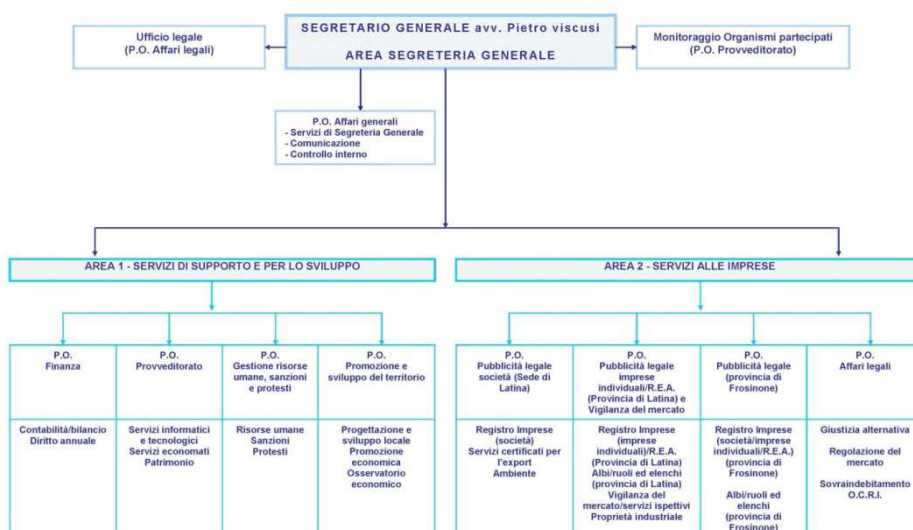 SEGRETARIO GENERALE avv. Pietro viscusi
AREA SEGRETERIA GENERALE
Ufficio legale
(P.O. Affari legali)
Monitoraggio Organismi partecipati
(P.O. Provveditorato)
P.O. Affari generali
- Servizi di Segreteria Generale
- Comunicazione
- Controllo interno
AREA 1 - SERVIZI DI SUPPORTO E PER LO SVILUPPO
P.O.
Finanza
Contabilità/bilancio
Diritto annuale
P.O.
Provveditorato
Servizi informatici
e tecnologici
Servizi economati
Patrimonio
P.O.
Gestione risorse
umane, sanzioni
e protesti
Risorse umane
Sanzioni
Protesti
P.O.
Promozione e
sviluppo del territorio
Progettazione e
sviluppo locale
Promozione
economica
Osservatorio
economico
AREA 2 - SERVIZI ALLE IMPRESE
P.O.
Pubblicità legale
società (Sede di
Latina)
Registro Imprese
(società)
Servizi certificati per
l'export
Ambiente
P.O.
Pubblicità legale
imprese
individuali/R.E.A.
(Provincia di Latina) e
Vigilanza del mercato
Registro Imprese
(imprese
individuali)/R.E.A.
(Provincia di Latina)
Albi/ruoli ed elenchi
(provincia di Latina)
Vigilanza del
mercato/servizi ispettivi
Proprietà industriale
P.O.
Pubblicità legale
(provincia di
Frosinone)
Registro Imprese
(società/imprese
individuali/R.E.A.)
(provincia di
Frosinone)
Albi/ruoli ed
elenchi
(provincia di
Frosinone)
P.O.
Affari legali
Giustizia alternativa
Regolazione del
mercato
Sovraindebitamento
O.C.R.I.